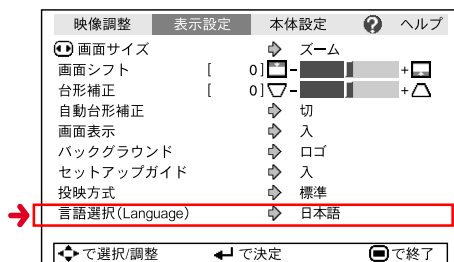 映像調整 表示設定 本体設定 ? ヘルプ
画面サイズ ズーム
画面シフト [ 0] - +
台形補正 [ 0] - +
自動台形補正 切
画面表示 入
バックグラウンド ロゴ
セットアップガイド 入
投映方式 標準
言語選択(Language) 日本語
で選択/調整 で決定 で終了